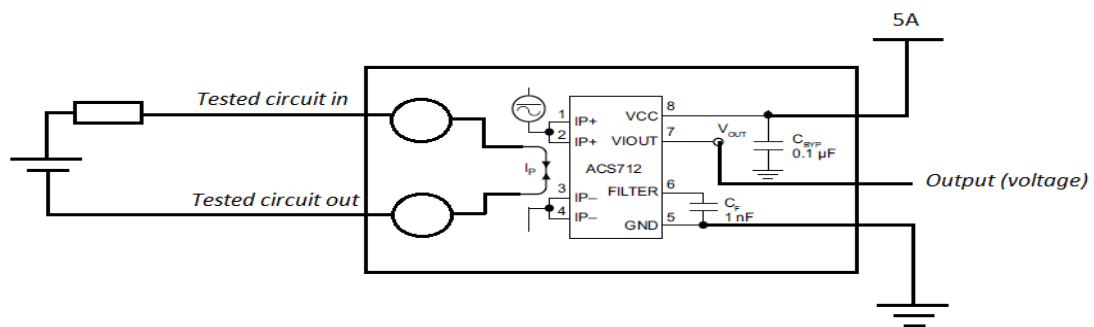 5A
Tested circuit in
1 IP+ VCC 8
2 IP+ VIOUT 7 VOUT
CBYP
0.1 µF
IP ACS712
Output (voltage)
Tested circuit out
3 IP– FILTER 6
4 IP–
CF
1 nF
GND 5